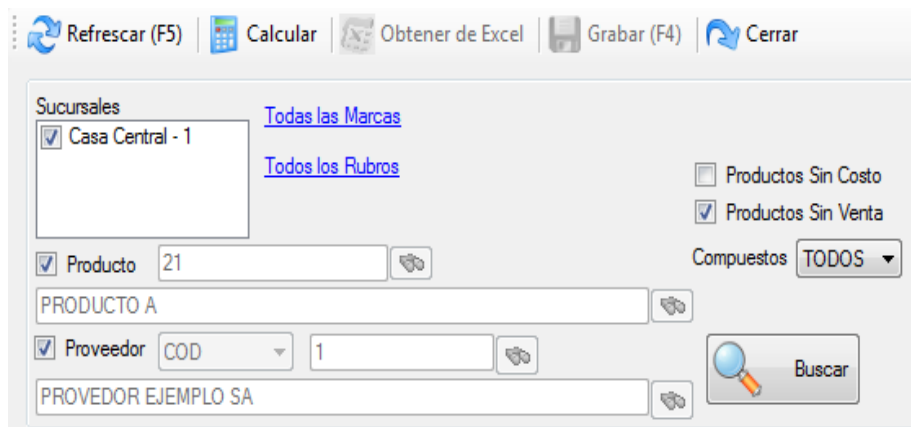 Refrescar (F5) Calcular Obtener de Excel Grabar (F4) Cerrar
Sucursales
Casa Central - 1
Todas las Marcas
Todos los Rubros
Productos Sin Costo
Productos Sin Venta
Producto 21
Compuestos TODOS
PRODUCTO A
Proveedor COD 1
PROVEDOR EJEMPLO SA
Buscar